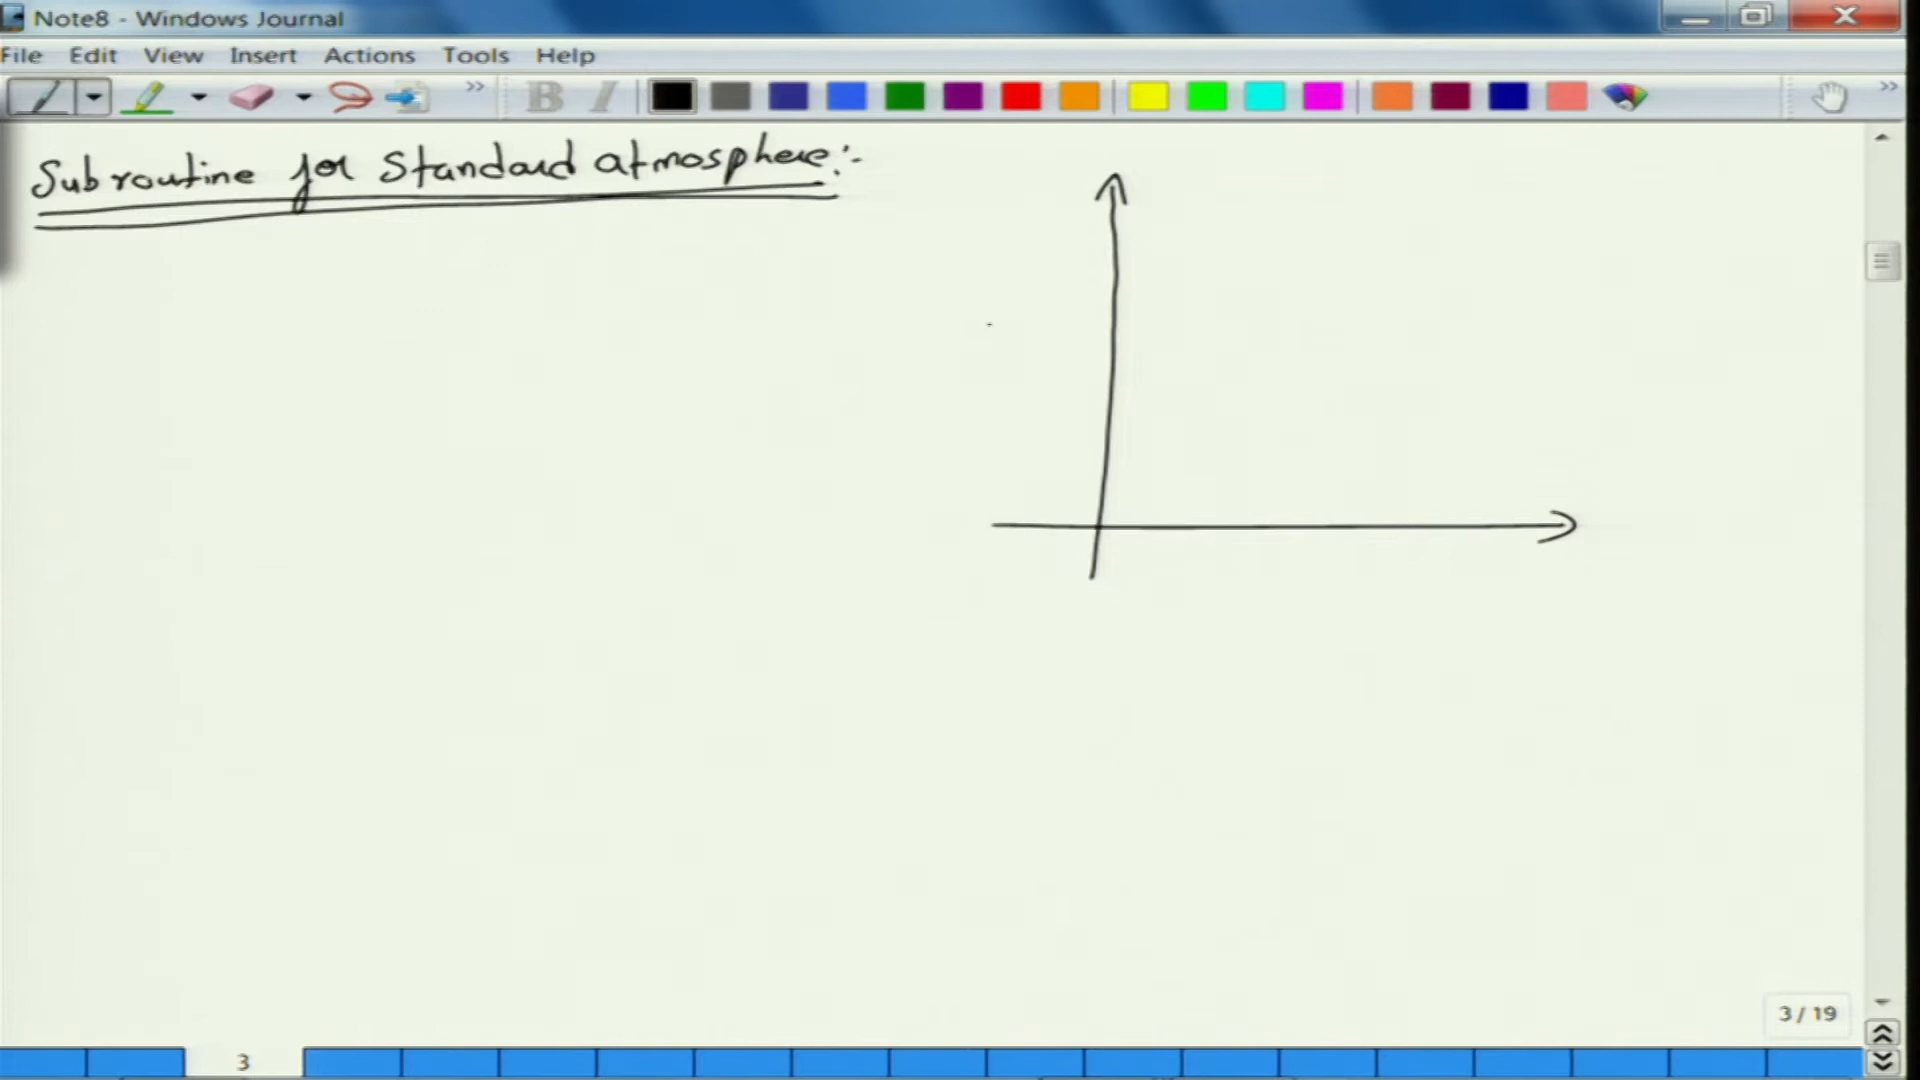 Note8 - Windows Journal
File Edit View Insert Actions Tools Help
B I
Subroutine for Standard atmosphere:-
3 / 19
3